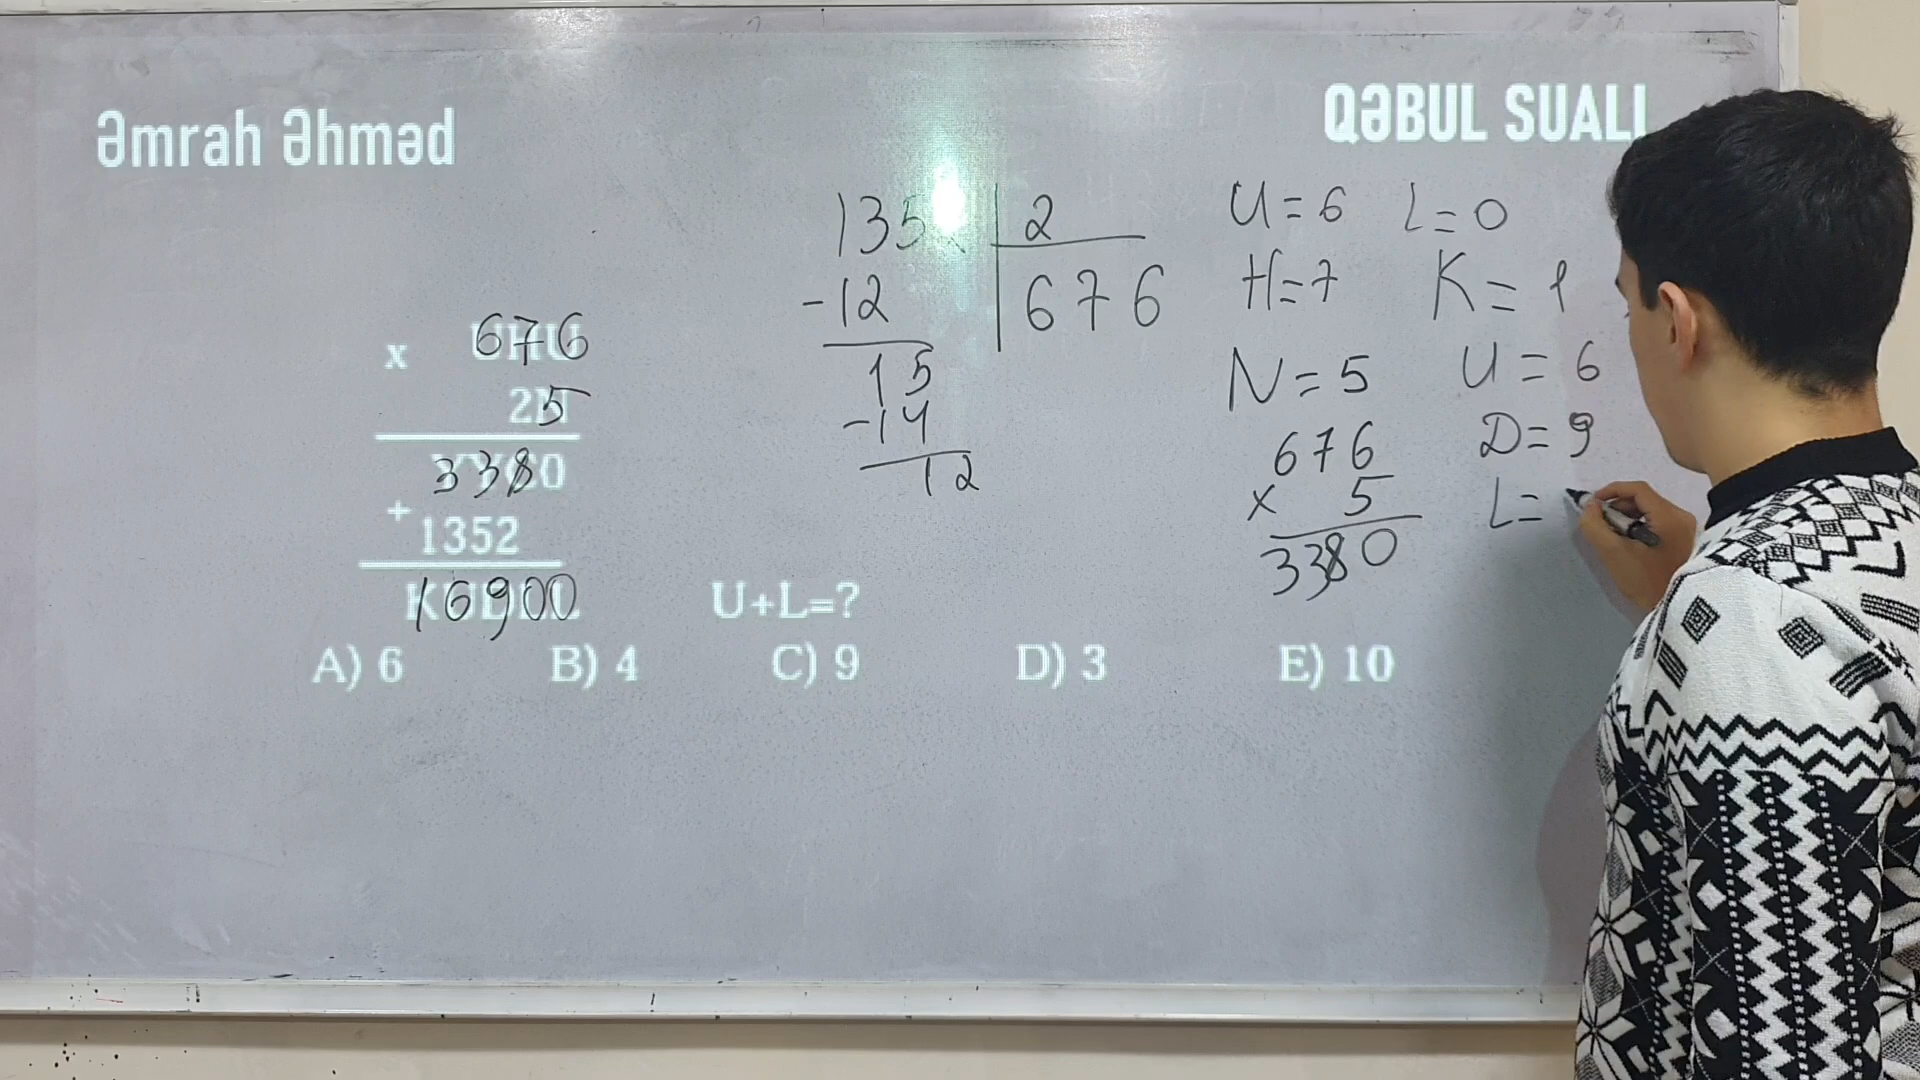 Əmrah Əhməd
QƏBUL SUALI
x 676
25
3380
+
1352
16900
U+L=?
A) 6 B) 4 C) 9 D) 3 E) 10
135 2
-12 676
15
-14
12
U=6 L=0
H=7 K=1
N=5 U=6
676 D=9
x 5 L=
3380